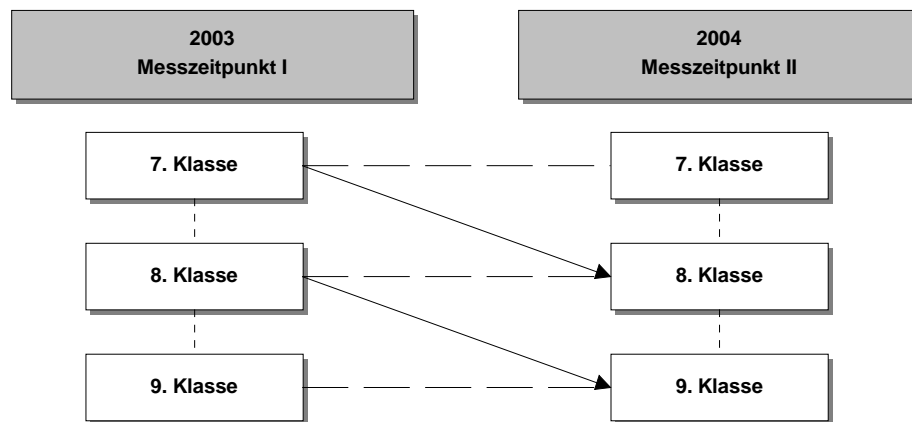 2003
Messzeitpunkt I
2004
Messzeitpunkt II
7. Klasse
7. Klasse
8. Klasse
8. Klasse
9. Klasse
9. Klasse